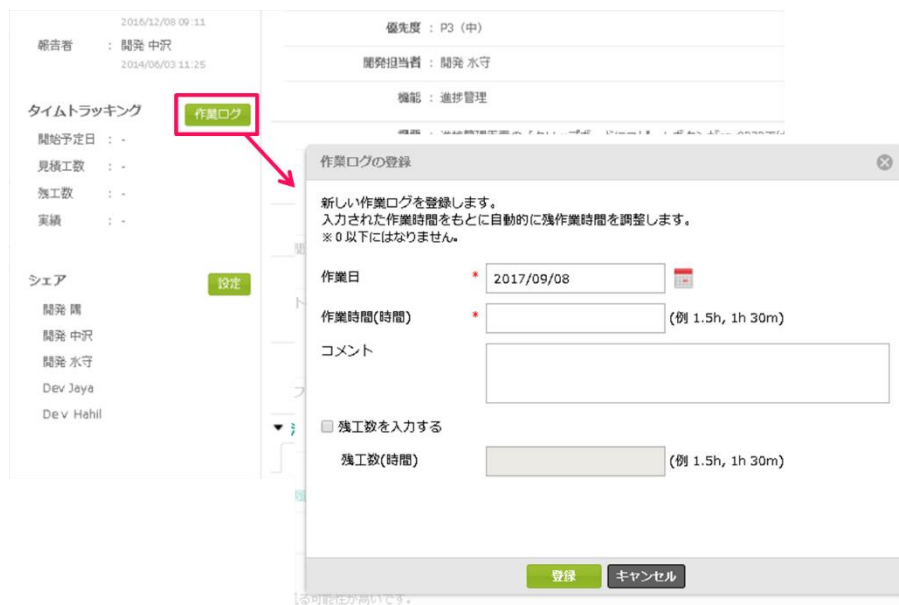 2016/12/08 09:11
報告者 : 開発 中沢
2014/06/03 11:25
タイムトラッキング 作業ログ
開始予定日 : -
見積工数 : -
残工数 : -
実績 : -
シェア 設定
開発 隅
開発 中沢
開発 水守
Dev Jaya
Dev Hahil
優先度 : P3 (中)
開発担当者 : 開発 水守
機能 : 進捗管理
作業ログの登録
新しい作業ログを登録します。
入力された作業時間をもとに自動的に残作業時間を調整します。
※0以下にはなりません。
作業日 * 2017/09/08
作業時間(時間) * (例 1.5h, 1h 30m)
コメント
残工数を入力する
残工数(時間) (例 1.5h, 1h 30m)
登録 キャンセル
る可能性が高いです。